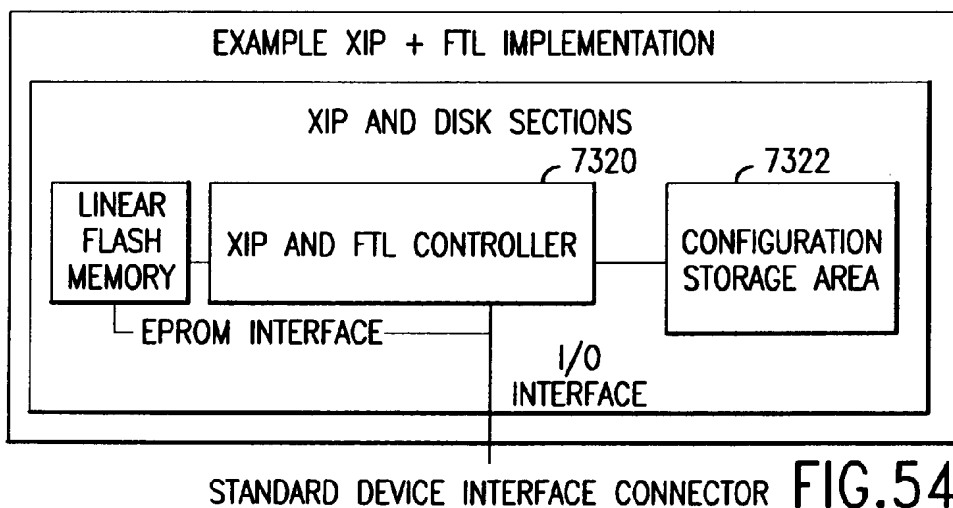 EXAMPLE XIP + FTL IMPLEMENTATION
XIP AND DISK SECTIONS
7320
7322
LINEAR
FLASH
MEMORY
XIP AND FTL CONTROLLER
CONFIGURATION
STORAGE AREA
EPROM INTERFACE
I/O
INTERFACE
STANDARD DEVICE INTERFACE CONNECTOR
FIG.54